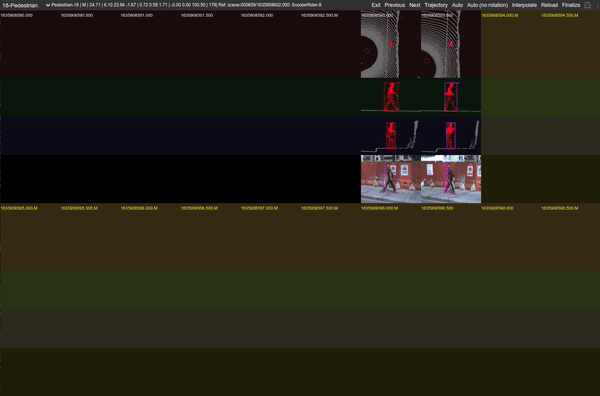 18-Pedestrian Pedestrian-18 | M | 24.71 | 6.10 23.94 -1.67 | 0.72 0.58 1.71 | -0.00 0.00 100.50 | 178| Ref: scene-000659/1635908602.000: ScooterRider-8 Exit Previous Next Trajectory Auto Auto (no rotation) Interpolate Reload Finalize
1635908590.000,M 1635908590.500,M 1635908591.000,M 1635908591.500,M 1635908592.000,M 1635908592.500,M 1635908593.000,M 1635908593.500,M 1635908594.000,M 1635908594.500,M
1635908595.000,M 1635908595.500,M 1635908596.000,M 1635908596.500,M 1635908597.000,M 1635908597.500,M 1635908598.000,M 1635908598.500 1635908599.000 1635908599.500